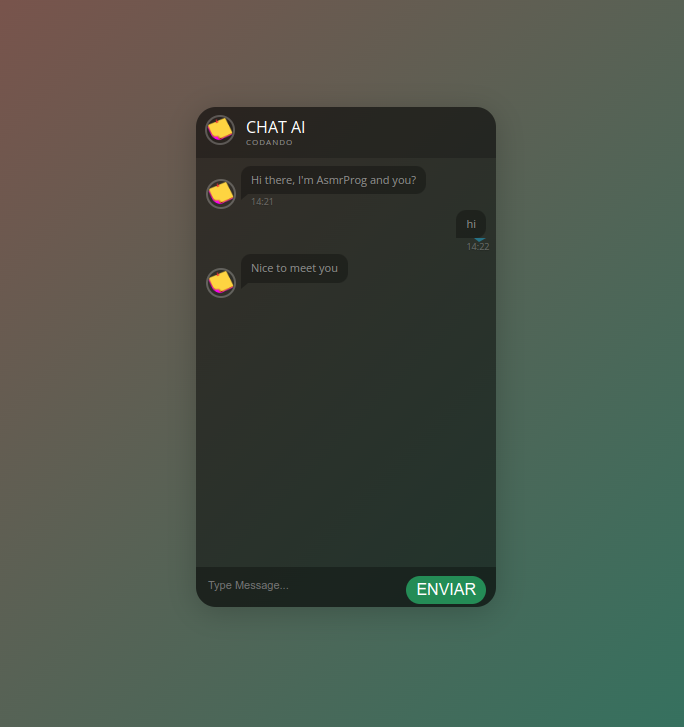 CHAT AI
CODANDO
Hi there, I'm AsmrProg and you?
14:21
hi
14:22
Nice to meet you
Type Message...
ENVIAR